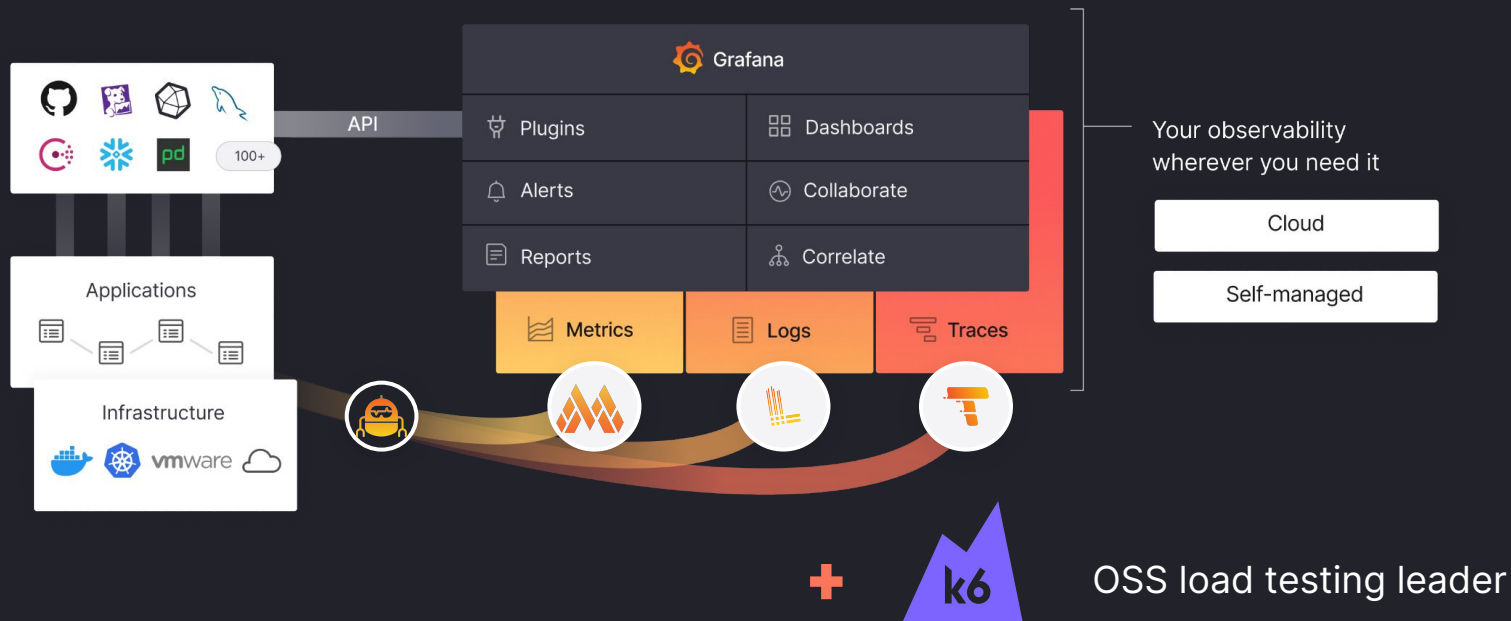 Grafana
API
Plugins
Dashboards
100+
pd
Alerts
Collaborate
Reports
Correlate
Your observability
wherever you need it
Cloud
Self-managed
Applications
Metrics
Logs
Traces
Infrastructure
vmware
k6
OSS load testing leader